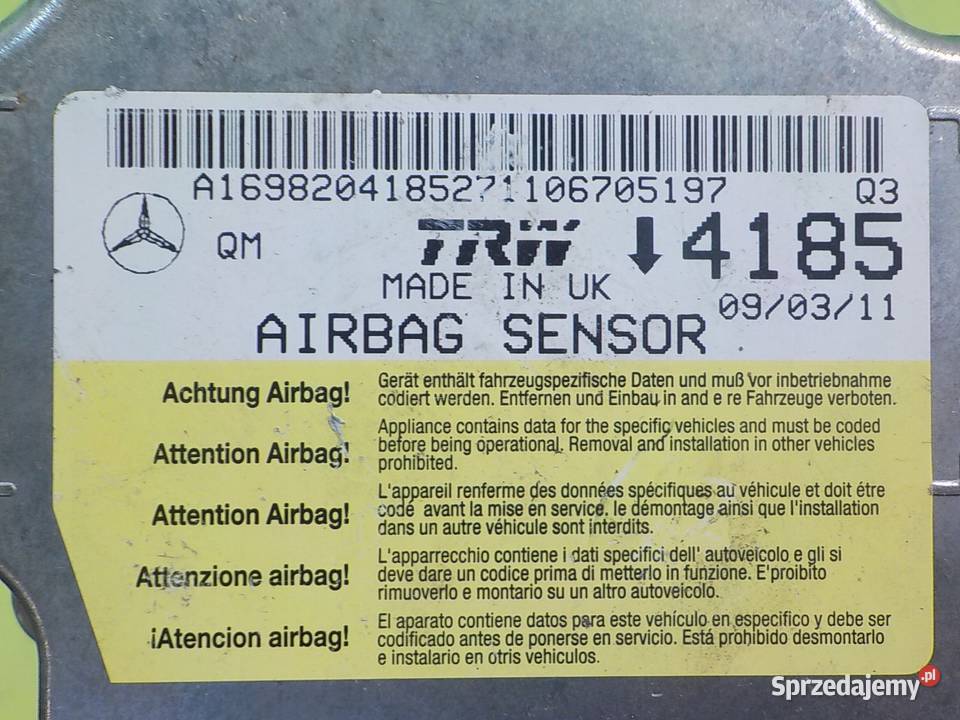 A1698204185271106705197 Q3
QM TRW 4185
MADE IN UK
09/03/11
AIRBAG SENSOR
Achtung Airbag!
Gerät enthält fahrzeugspezifische Daten und muß vor inbetriebnahme
codiert werden. Entfernen und Einbau in and e re Fahrzeuge verboten.
Attention Airbag!
Appliance contains data for the specific vehicles and must be coded
before being operational. Removal and installation in other vehicles
prohibited.
Attention Airbag!
L'appareil renferme des données spécifiques au véhicule et doit étre
codé avant la mise en service. le démontage ainsi que l'installation
dans un autre véhicule sont interdits.
Attenzione airbag!
L'apparrecchio contiene i dati specifici dell' autoveicolo e gli si
deve dare un codice prima di metterlo in funzione. E'proibito
rimuoverlo e montario su un altro autoveicolo.
¡Atencion airbag!
El aparato contiene datos para este vehículo en especifico y debe ser
codificado antes de ponerse en servicio. Está prohibido desmontarlo
e instalario en otris vehiculos.
Sprzedajemy.pl